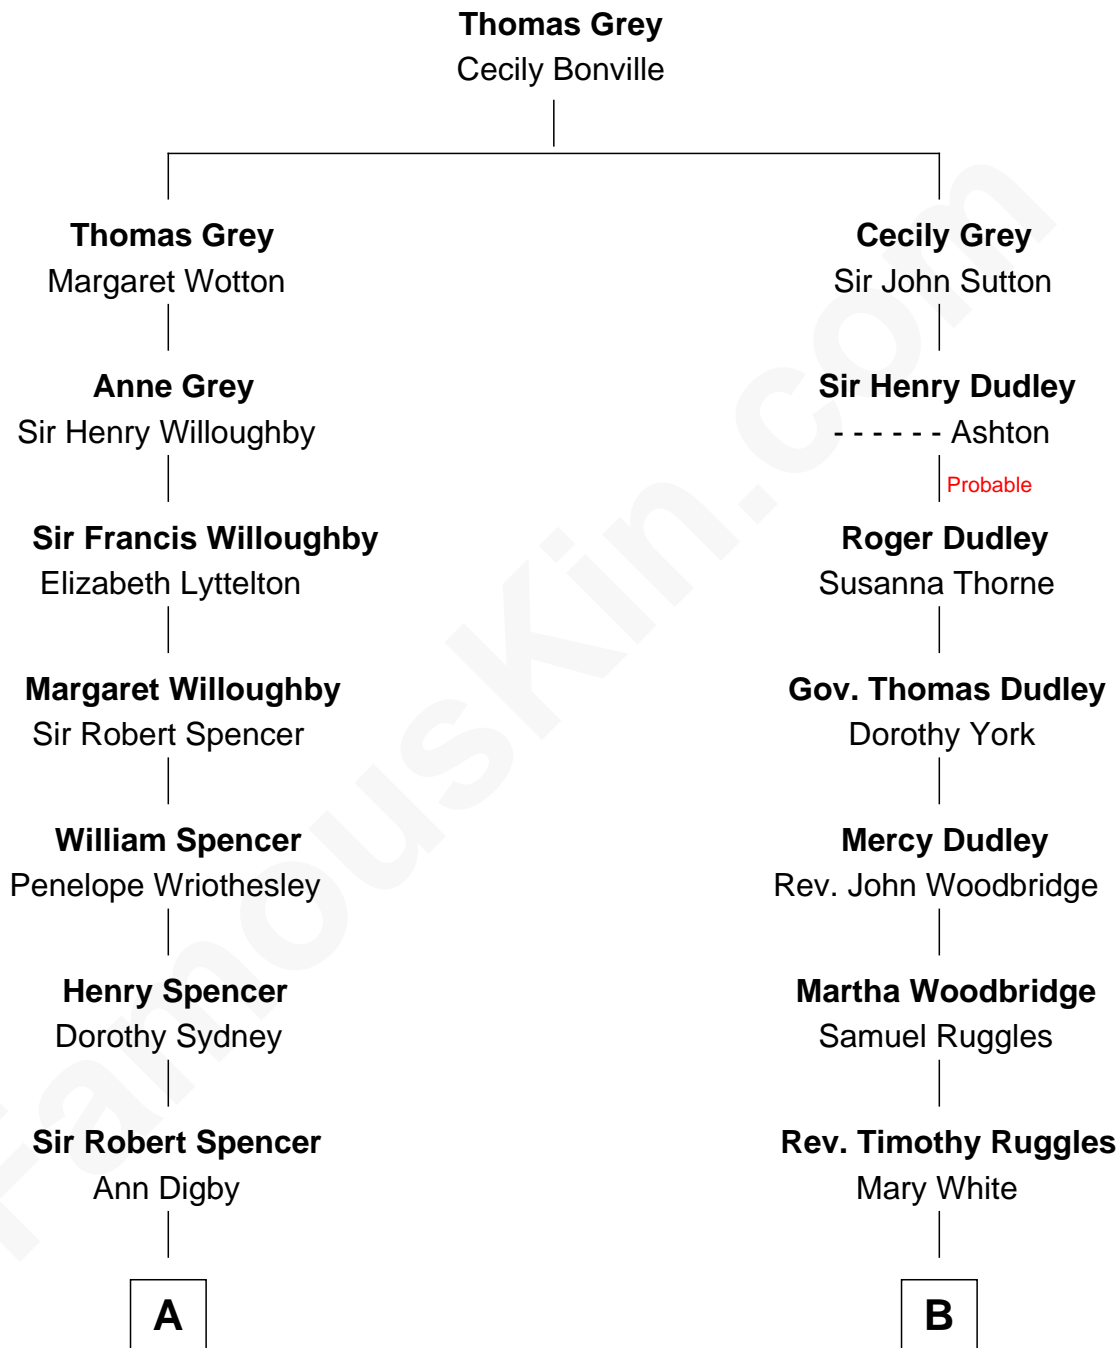 Thomas Grey
Cecily Bonville
Thomas Grey
Margaret Wotton
Anne Grey
Sir Henry Willoughby
Sir Francis Willoughby
Elizabeth Lyttelton
Margaret Willoughby
Sir Robert Spencer
William Spencer
Penelope Wriothesley
Henry Spencer
Dorothy Sydney
Sir Robert Spencer
Ann Digby
A
Cecily Grey
Sir John Sutton
Sir Henry Dudley
- - - - - - Ashton
Probable
Roger Dudley
Susanna Thorne
Gov. Thomas Dudley
Dorothy York
Mercy Dudley
Rev. John Woodbridge
Martha Woodbridge
Samuel Ruggles
Rev. Timothy Ruggles
Mary White
B
FamousKin.com